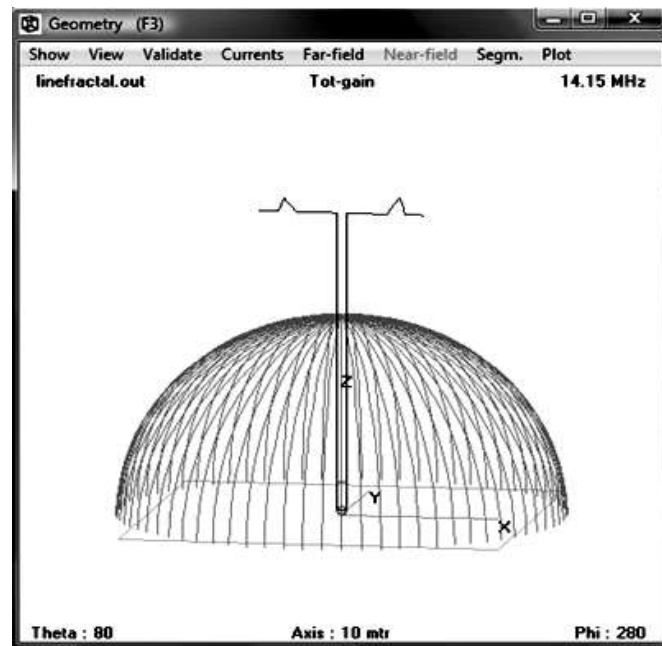 Geometry (F3)
Show View Validate Currents Far-field Near-field Segm. Plot
linefractal.out Tot-gain 14.15 MHz
Z
Y
X
Theta : 80 Axis : 10 mtr Phi : 280